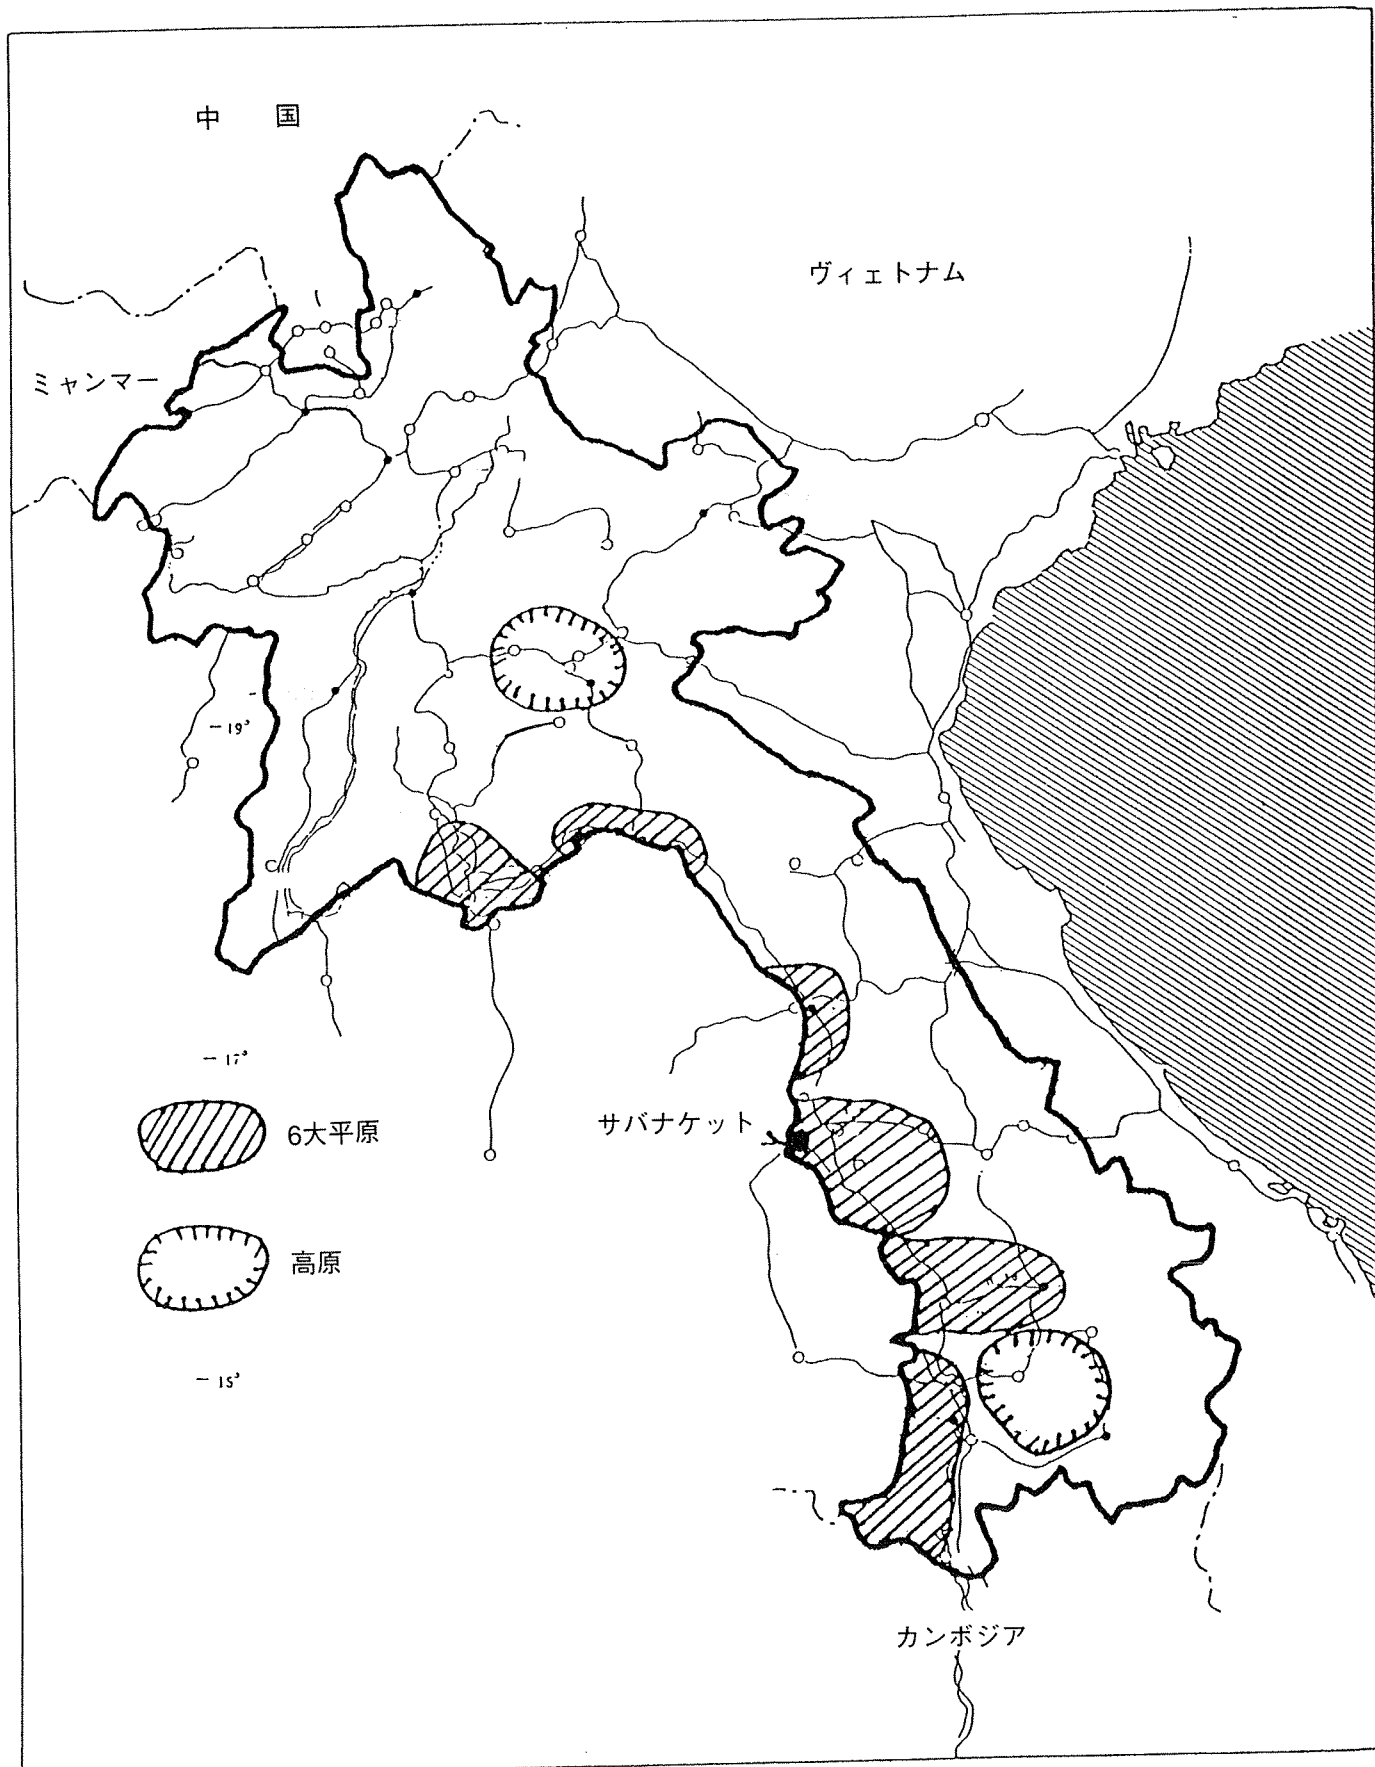 中 国
ヴィェトナム
ミャンマー
－19°
－17°
サバナケット
6大平原
高原
－15°
カンボジア